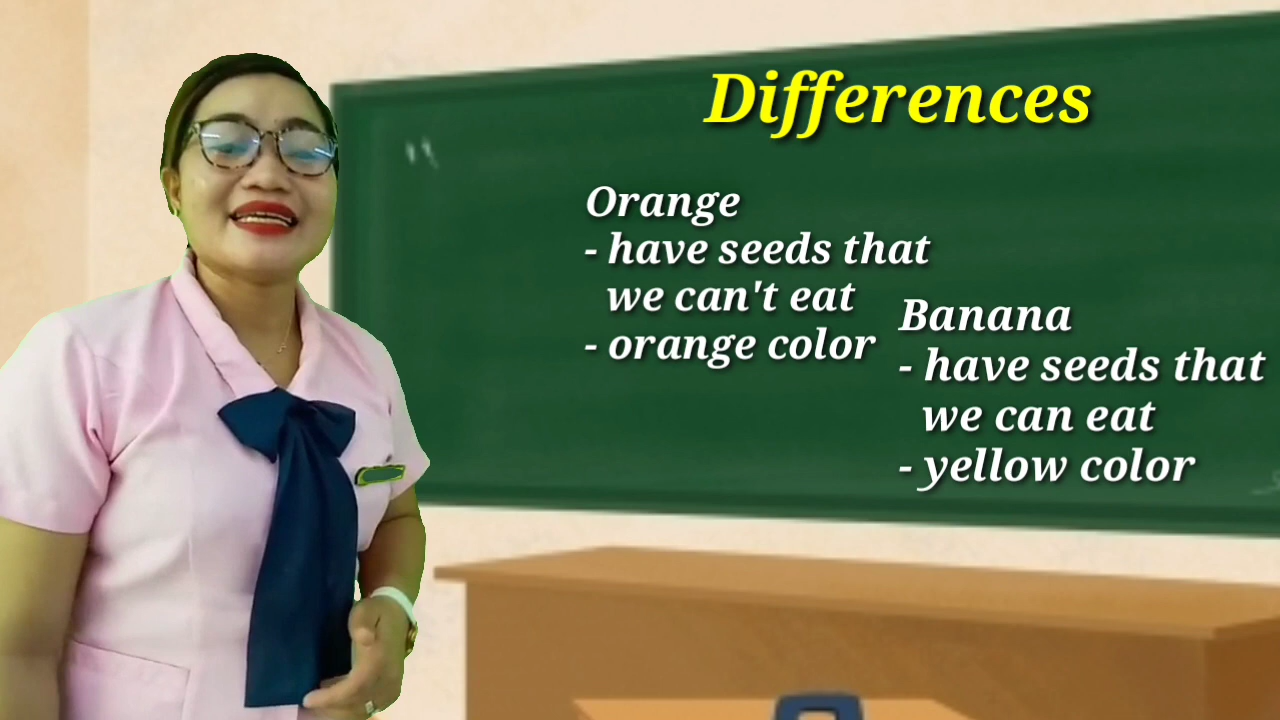 Differences
Orange
- have seeds that
we can't eat
- orange color
Banana
- have seeds that
we can eat
- yellow color